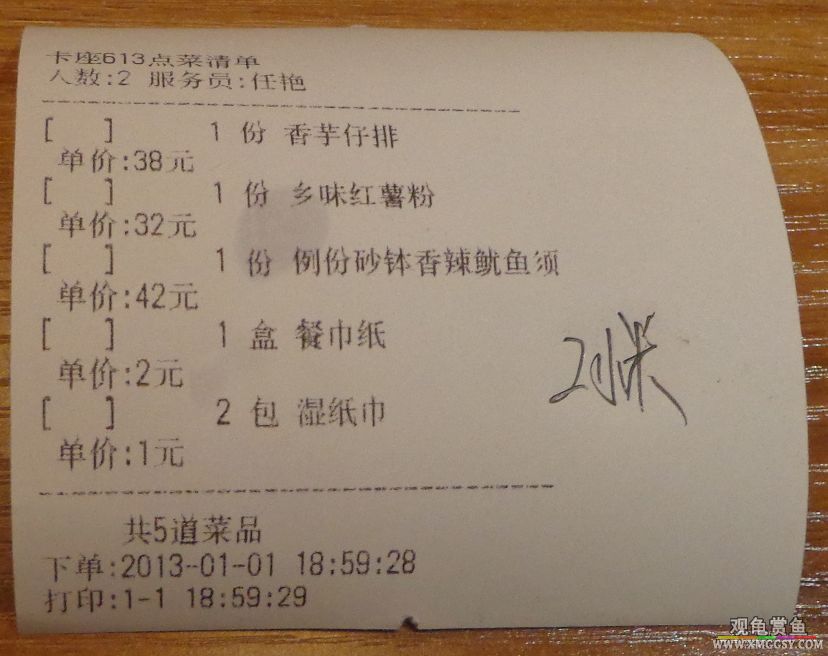 卡座613点菜清单
人数:2 服务员:任艳
[ ] 1 份 香芋仔排
单价:38元
[ ] 1 份 乡味红薯粉
单价:32元
[ ] 1 份 例份砂钵香辣鱿鱼须
单价:42元
[ ] 1 盒 餐巾纸
单价:2元
[ ] 2 包 湿纸巾
单价:1元
共5道菜品
下单:2013-01-01 18:59:28
打印:1-1 18:59:29
观龟赏鱼
WWW.XMGGSY.COM